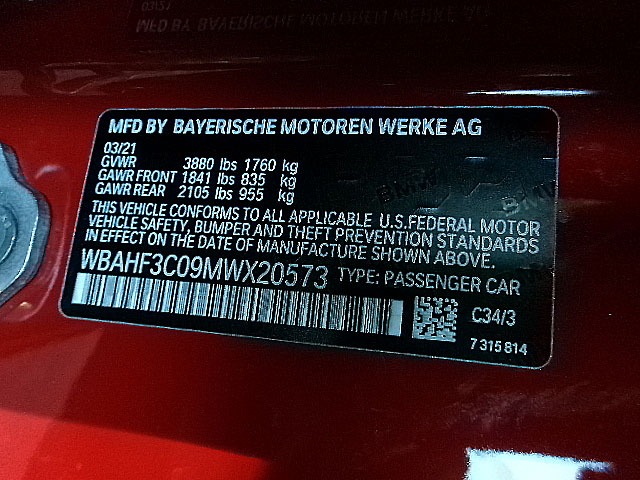 MFD BY BAYERISCHE MOTOREN WERKE AG
03/21
GVWR 3880 lbs 1760 kg
GAWR FRONT 1841 lbs 835 kg
GAWR REAR 2105 lbs 955 kg
THIS VEHICLE CONFORMS TO ALL APPLICABLE U.S.FEDERAL MOTOR
VEHICLE SAFETY, BUMPER AND THEFT PREVENTION STANDARDS
IN EFFECT ON THE DATE OF MANUFACTURE SHOWN ABOVE.
WBAHF3C09MWX20573 TYPE: PASSENGER CAR
C34/3
7 315 814